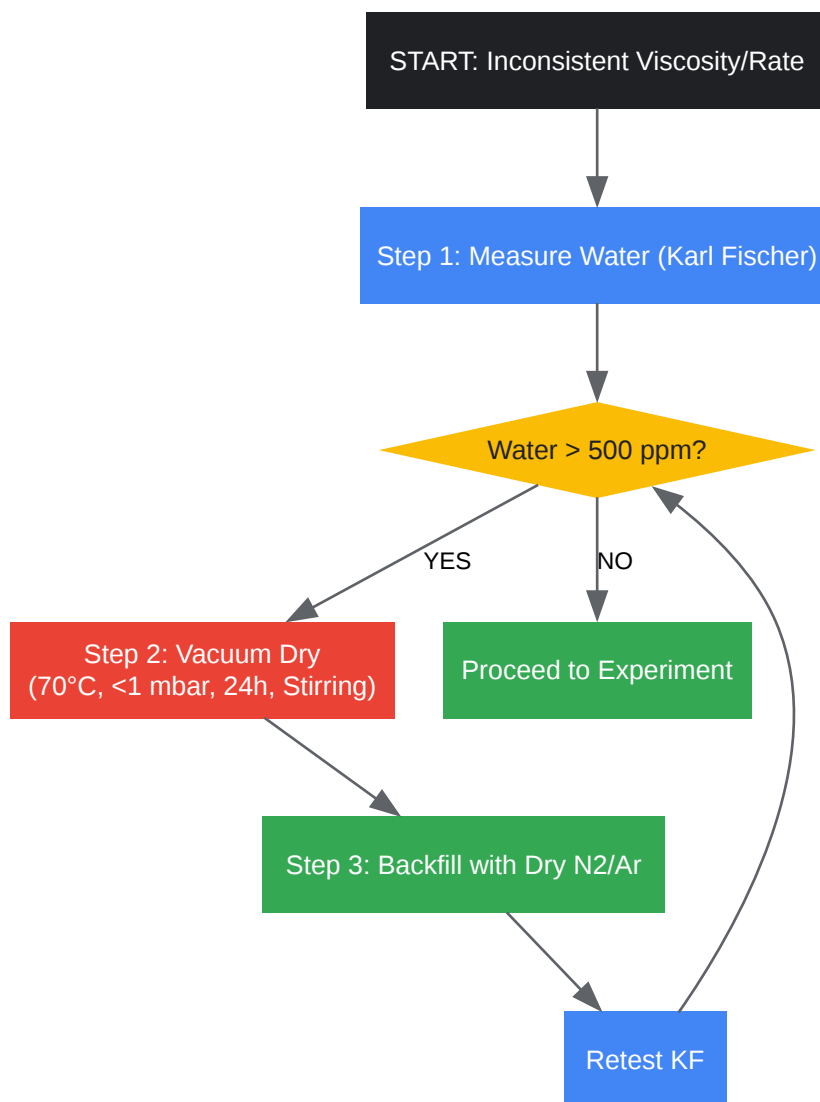 START: Inconsistent Viscosity/Rate
Step 1: Measure Water (Karl Fischer)
Water > 500 ppm?
YES
NO
Step 2: Vacuum Dry
(70°C, <1 mbar, 24h, Stirring)
Proceed to Experiment
Step 3: Backfill with Dry N2/Ar
Retest KF